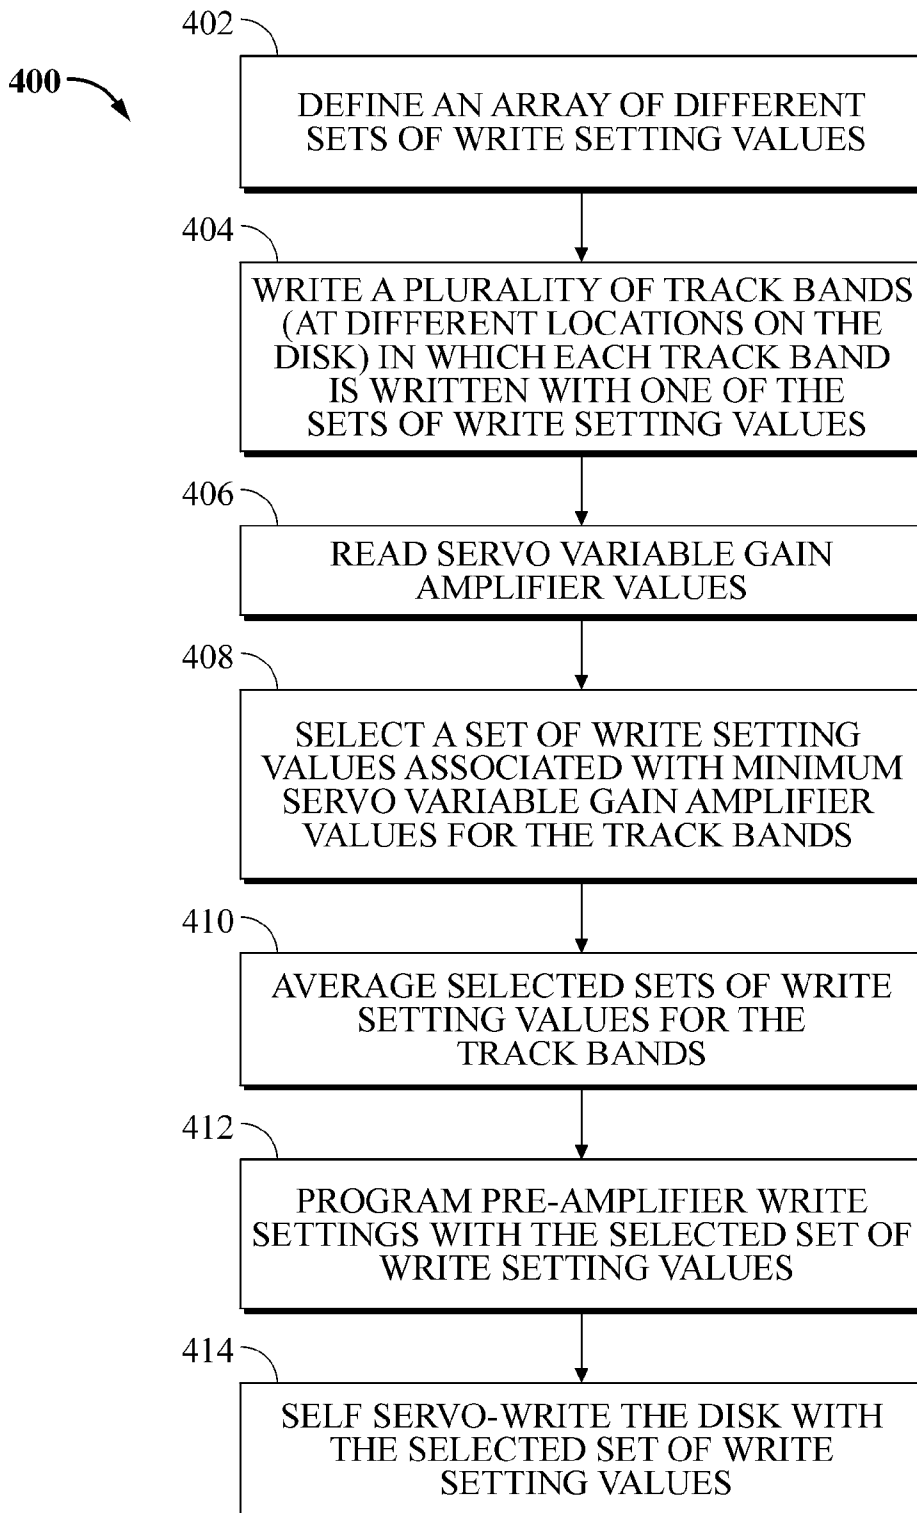 402
400
DEFINE AN ARRAY OF DIFFERENT
SETS OF WRITE SETTING VALUES
404
WRITE A PLURALITY OF TRACK BANDS
(AT DIFFERENT LOCATIONS ON THE
DISK) IN WHICH EACH TRACK BAND
IS WRITTEN WITH ONE OF THE
SETS OF WRITE SETTING VALUES
406
READ SERVO VARIABLE GAIN
AMPLIFIER VALUES
408
SELECT A SET OF WRITE SETTING
VALUES ASSOCIATED WITH MINIMUM
SERVO VARIABLE GAIN AMPLIFIER
VALUES FOR THE TRACK BANDS
410
AVERAGE SELECTED SETS OF WRITE
SETTING VALUES FOR THE
TRACK BANDS
412
PROGRAM PRE-AMPLIFIER WRITE
SETTINGS WITH THE SELECTED SET OF
WRITE SETTING VALUES
414
SELF SERVO-WRITE THE DISK WITH
THE SELECTED SET OF WRITE
SETTING VALUES